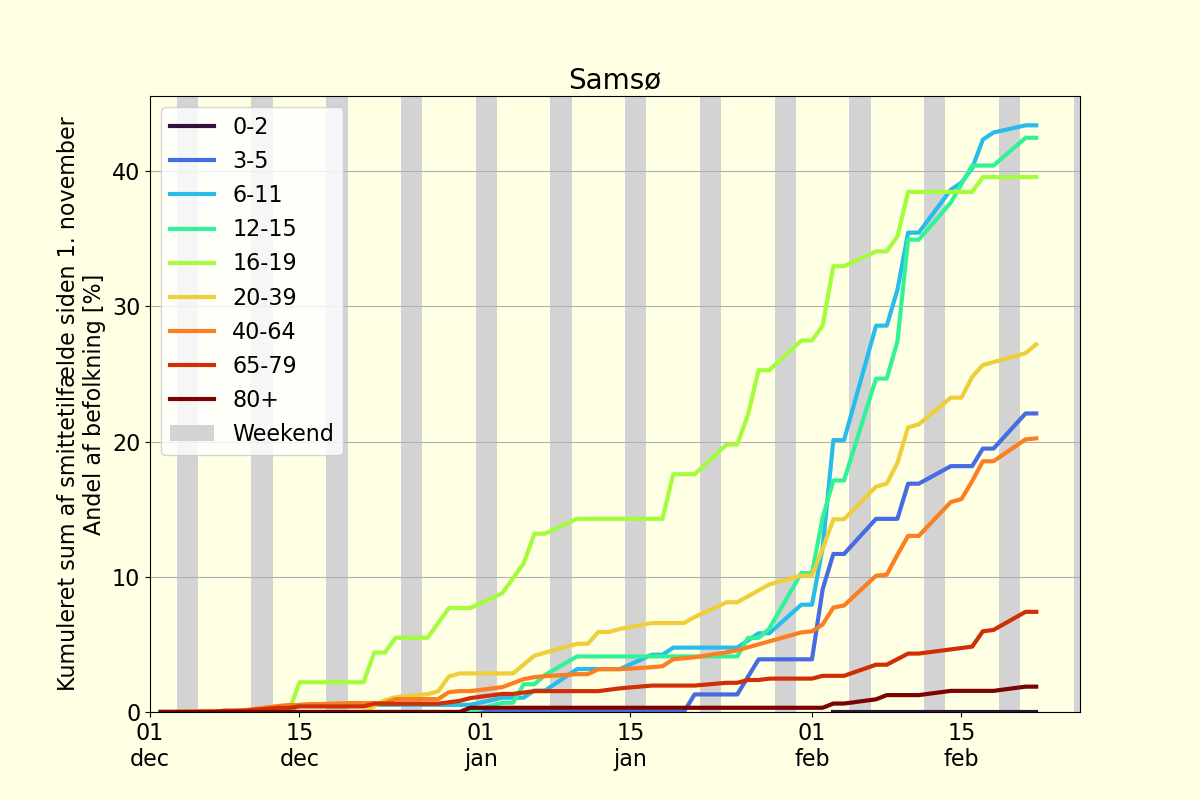 Samsø
Kumuleret sum af smittetilfælde siden 1. november
Andel af befolkning [%]
40
30
20
10
0
0-2
3-5
6-11
12-15
16-19
20-39
40-64
65-79
80+
Weekend
01 15 01 15 01 15
dec dec jan jan feb feb